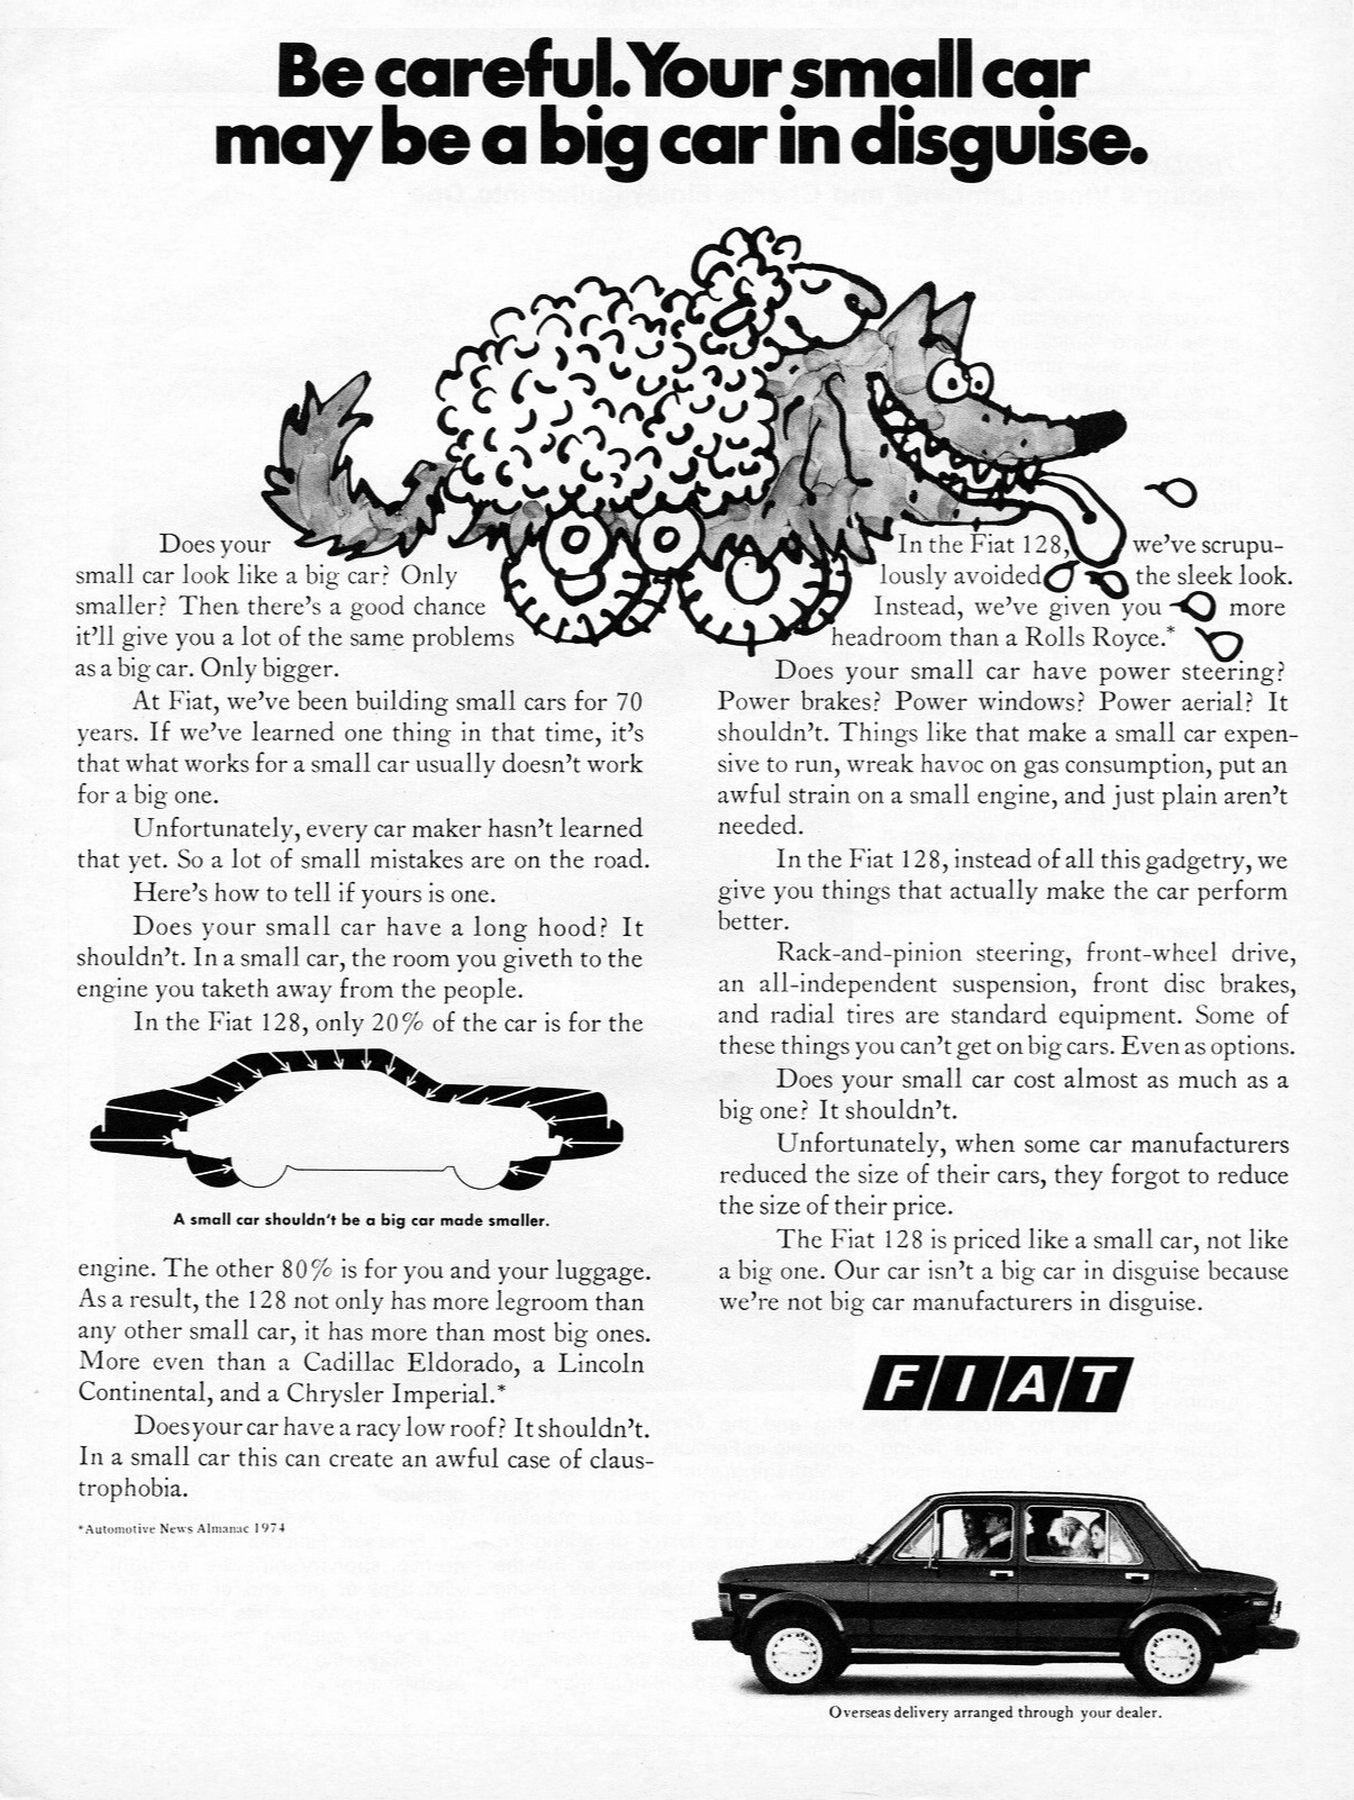 Be careful. Your small car
may be a big car in disguise.
Does your
small car look like a big car? Only
smaller? Then there's a good chance
it'll give you a lot of the same problems
as a big car. Only bigger.
At Fiat, we've been building small cars for 70
years. If we've learned one thing in that time, it's
that what works for a small car usually doesn't work
for a big one.
Unfortunately, every car maker hasn't learned
that yet. So a lot of small mistakes are on the road.
Here's how to tell if yours is one.
Does your small car have a long hood? It
shouldn't. In a small car, the room you giveth to the
engine you taketh away from the people.
In the Fiat 128, only 20% of the car is for the
A small car shouldn't be a big car made smaller.
engine. The other 80% is for you and your luggage.
As a result, the 128 not only has more legroom than
any other small car, it has more than most big ones.
More even than a Cadillac Eldorado, a Lincoln
Continental, and a Chrysler Imperial.*
Does your car have a racy low roof? It shouldn't.
In a small car this can create an awful case of claus-
trophobia.
*Automotive News Almanac 1974
In the Fiat 128, we've scrupu-
lously avoided the sleek look.
Instead, we've given you more
headroom than a Rolls Royce.*
Does your small car have power steering?
Power brakes? Power windows? Power aerial? It
shouldn't. Things like that make a small car expen-
sive to run, wreak havoc on gas consumption, put an
awful strain on a small engine, and just plain aren't
needed.
In the Fiat 128, instead of all this gadgetry, we
give you things that actually make the car perform
better.
Rack-and-pinion steering, front-wheel drive,
an all-independent suspension, front disc brakes,
and radial tires are standard equipment. Some of
these things you can't get on big cars. Even as options.
Does your small car cost almost as much as a
big one? It shouldn't.
Unfortunately, when some car manufacturers
reduced the size of their cars, they forgot to reduce
the size of their price.
The Fiat 128 is priced like a small car, not like
a big one. Our car isn't a big car in disguise because
we're not big car manufacturers in disguise.
FIAT
Overseas delivery arranged through your dealer.